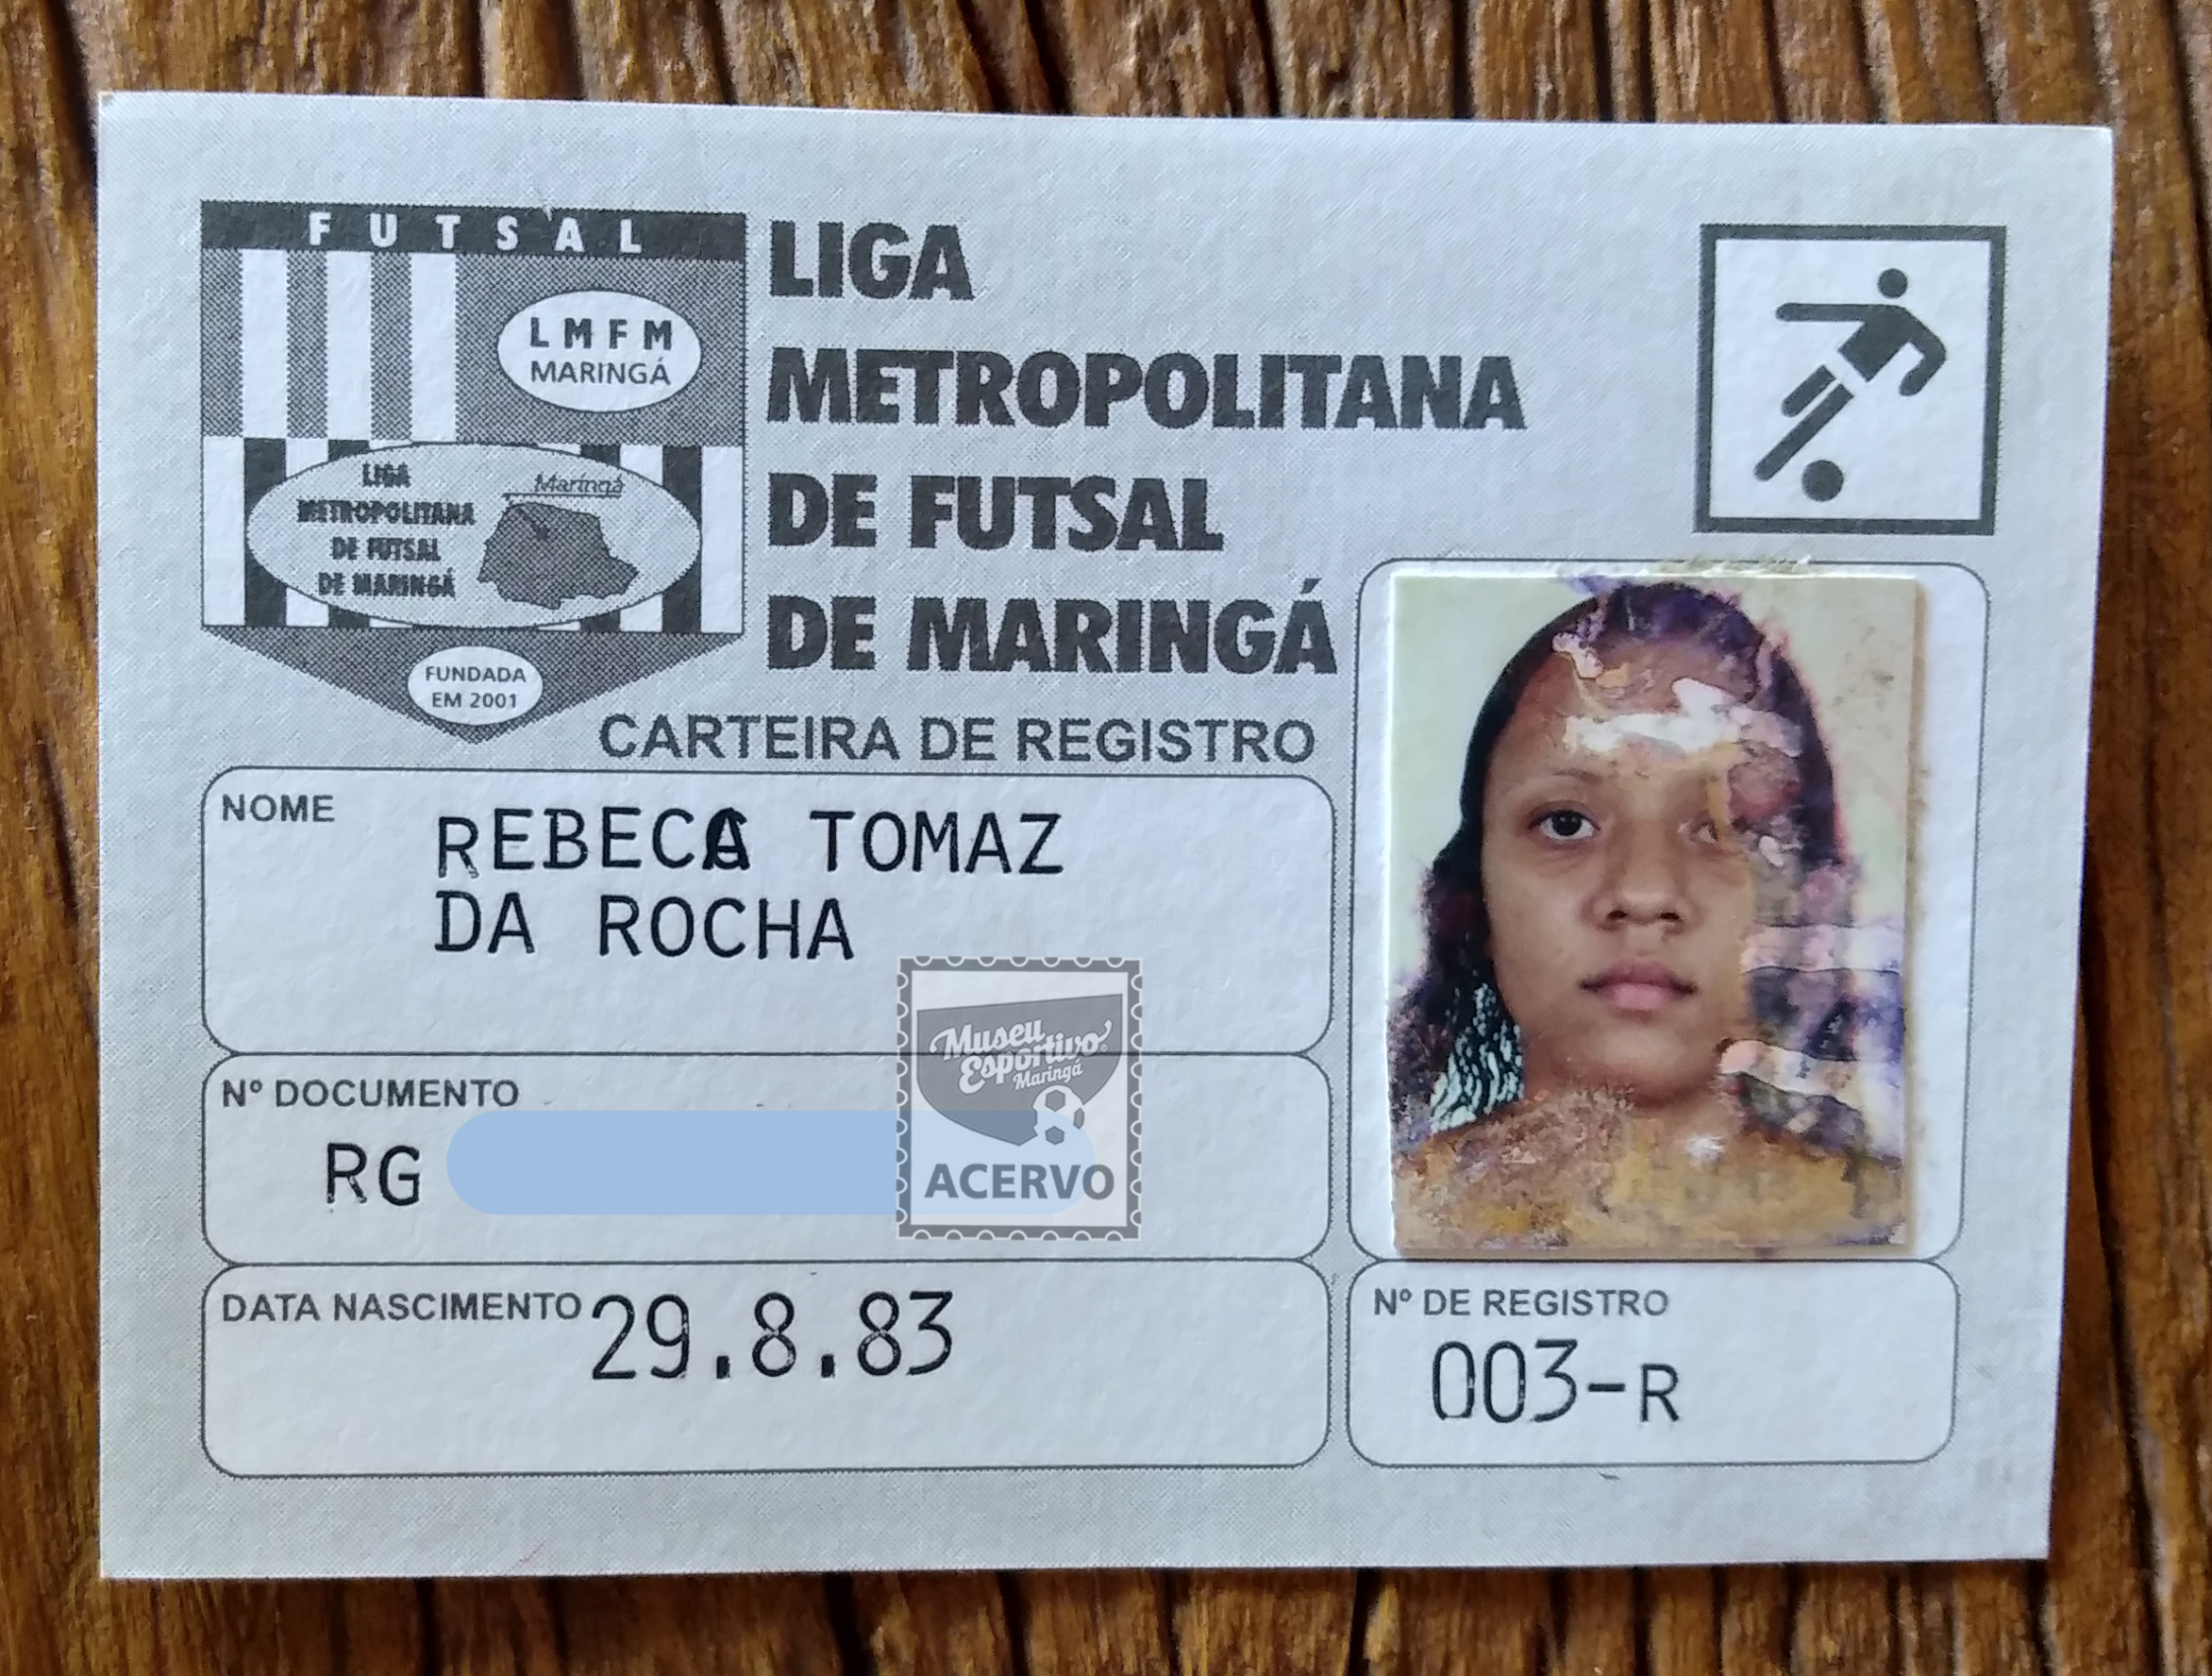 FUTSAL
LMFM
MARINGÁ
LIGA
METROPOLITANA
DE FUTSAL
DE MARINGÁ
Maringá
FUNDADA
EM 2001
LIGA
METROPOLITANA
DE FUTSAL
DE MARINGÁ
CARTEIRA DE REGISTRO
NOME
REBECA TOMAZ
DA ROCHA
Nº DOCUMENTO
RG
Museu
Esportivo
Maringá
ACERVO
DATA NASCIMENTO 29.8.83
Nº DE REGISTRO
003-R